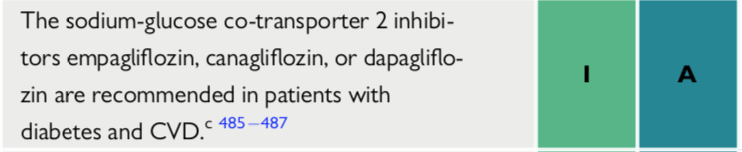 The sodium-glucose co-transporter 2 inhibi-
tors empagliflozin, canagliflozin, or dapagliflo-
zin are recommended in patients with
diabetes and CVD.c 485–487
I
A